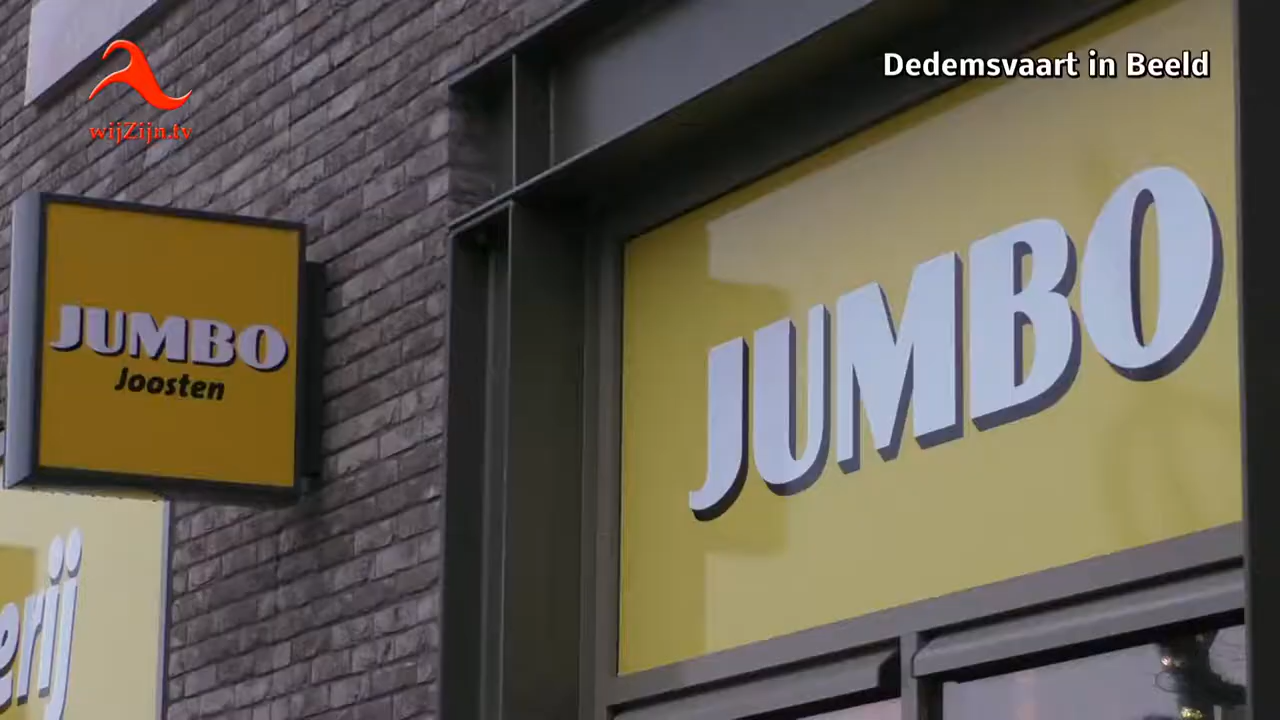 wijZijn.tv
Dedemsvaart in Beeld
JUMBO
Joosten
JUMBO
erij